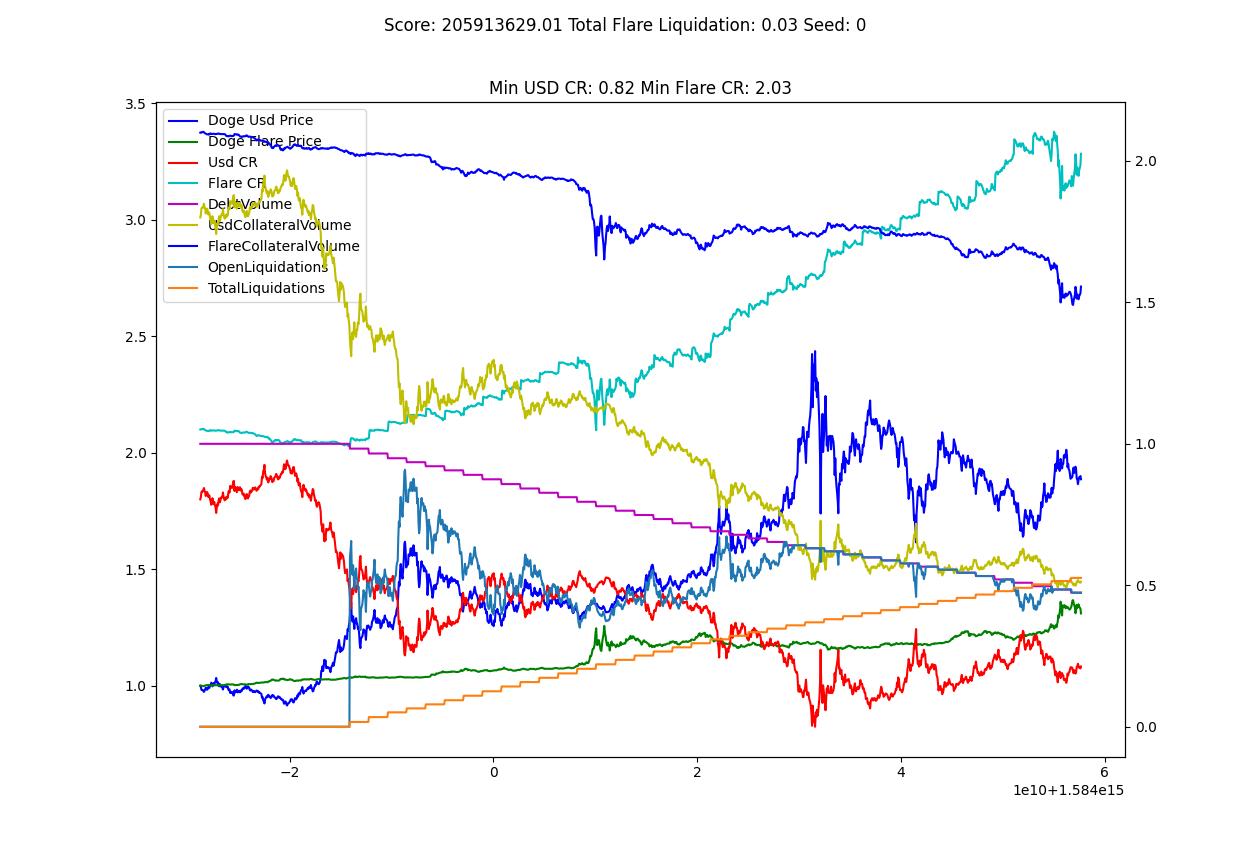 Score: 205913629.01 Total Flare Liquidation: 0.03 Seed: 0
Min USD CR: 0.82 Min Flare CR: 2.03
3.5
3.0
2.5
2.0
1.5
1.0
Doge Usd Price
Doge Flare Price
Usd CR
Flare CR
DebtVolume
UsdCollateralVolume
FlareCollateralVolume
OpenLiquidations
TotalLiquidations
2.0
1.5
1.0
0.5
0.0
−2
0
2
4
6
1e10+1.584e15